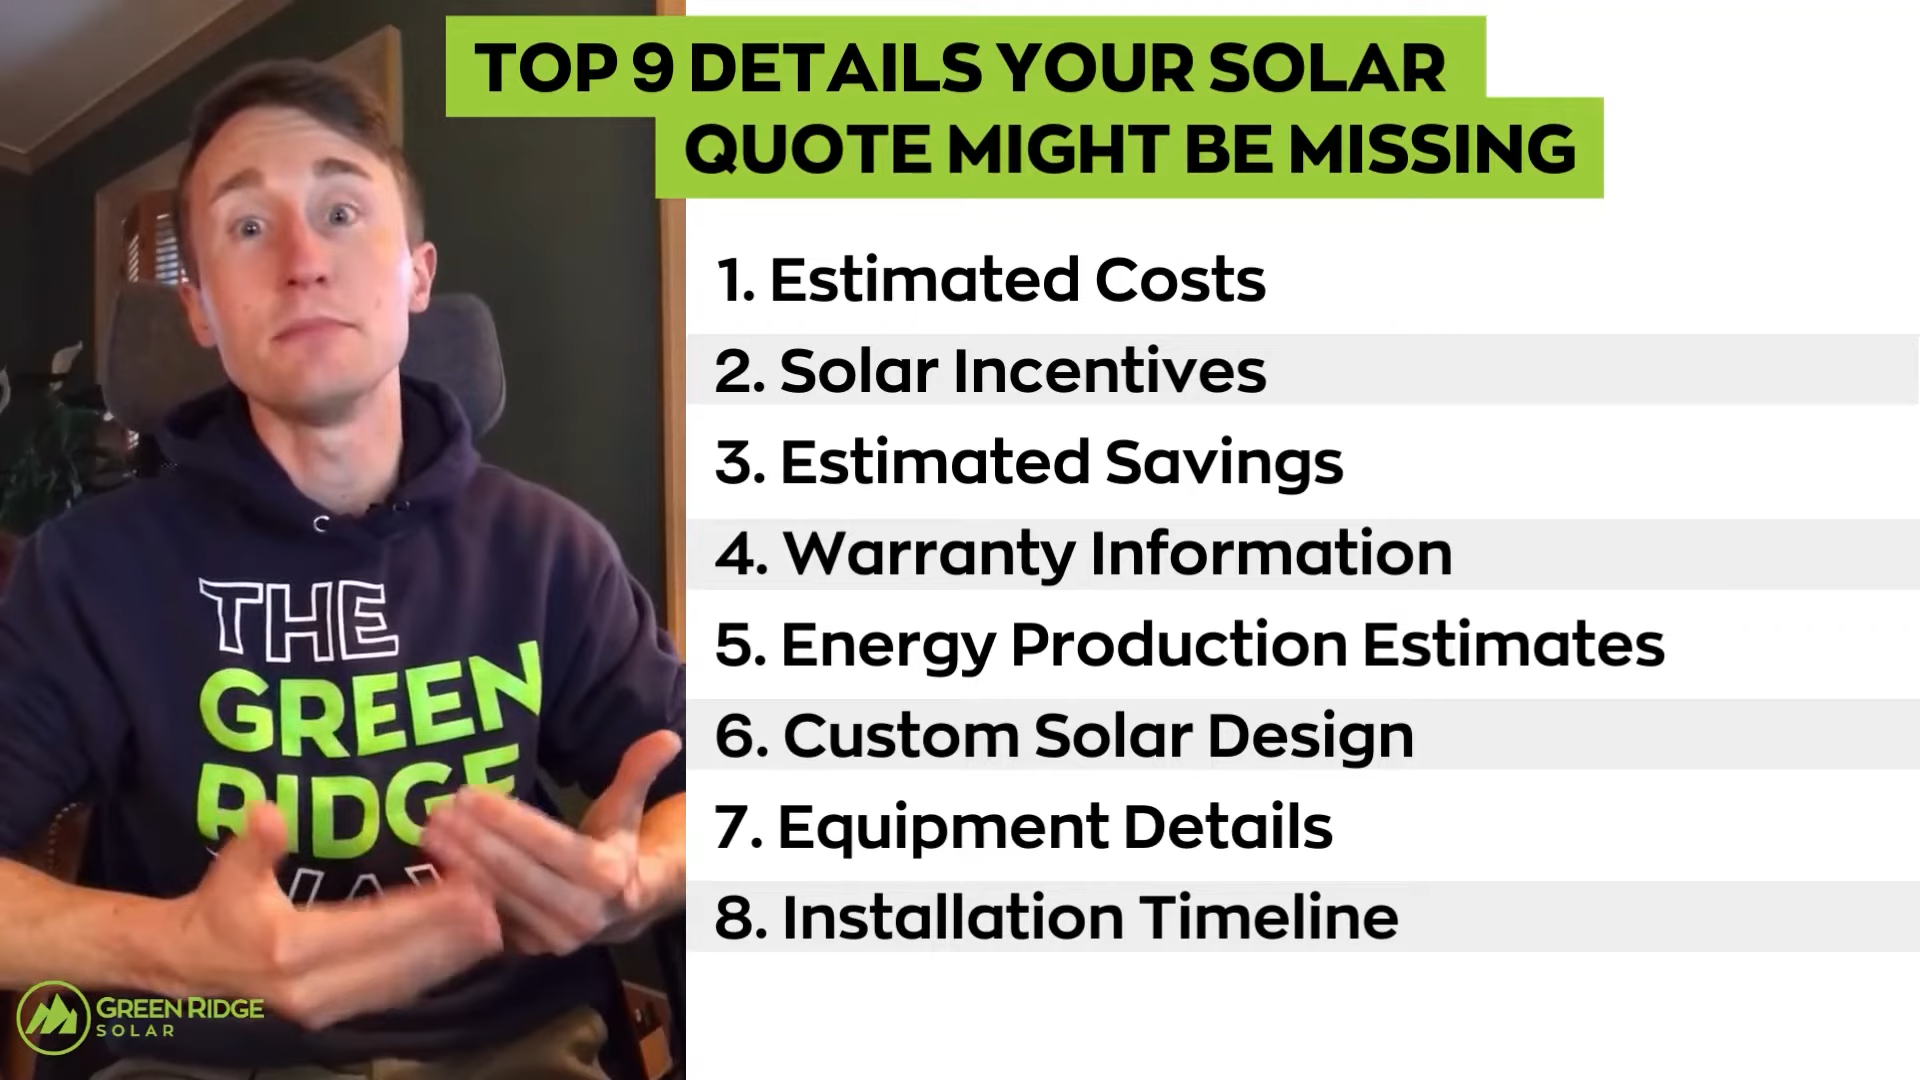 TOP 9 DETAILS YOUR SOLAR
QUOTE MIGHT BE MISSING
1. Estimated Costs
2. Solar Incentives
3. Estimated Savings
4. Warranty Information
5. Energy Production Estimates
6. Custom Solar Design
7. Equipment Details
8. Installation Timeline
THE
GREEN
RIDGE
GREEN RIDGE
SOLAR